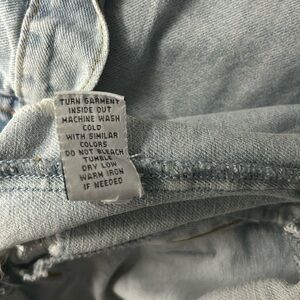 TURN GARMENT
INSIDE OUT
MACHINE WASH
COLD
WITH SIMILAR
COLORS
DO NOT BLEACH
TUMBLE
DRY LOW
WARM IRON
IF NEEDED